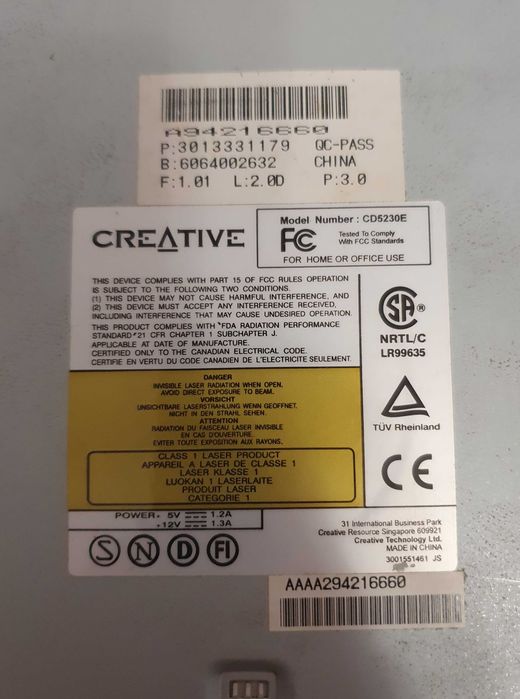 A94216660
P:3013331179 QC-PASS
B:6064002632 CHINA
F:1.01 L:2.0D P:3.0
CREATIVE
Model Number : CD5230E
FC
Tested To Comply
With FCC Standards
FOR HOME OR OFFICE USE
THIS DEVICE COMPLIES WITH PART 15 OF FCC RULES OPERATION
IS SUBJECT TO THE FOLLOWING TWO CONDITIONS.
(1) THIS DEVICE MAY NOT CAUSE HARMFUL INTERFERENCE, AND
(2) THIS DEVICE MUST ACCEPT ANY INTERFERENCE RECEIVED,
INCLUDING INTERFERENCE THAT MAY CAUSE UNDESIRED OPERATION.
THIS PRODUCT COMPLIES WITH "FDA RADIATION PERFORMANCE
STANDARD"21 CFR CHAPTER 1 SUBCHAPTER J.
APPLICABLE AT DATE OF MANUFACTURE.
CERTIFIED ONLY TO THE CANADIAN ELECTRICAL CODE.
CERTIFIE EN VERTU DU CODE CANADIEN DE L'ELECTRICITE SEULEMENT.
SA ®
NRTL/C
LR99635
TÜV Rheinland
CE
DANGER
INVISIBLE LASER RADIATION WHEN OPEN.
AVOID DIRECT EXPOSURE TO BEAM.
VORSICHT
UNSICHTBARE LASERSTRAHLUNG WENN GEOFFNET.
NICHT IN DEN STRAHL SEHEN.
ATTENTION
RADIATION DU FAISCEAU LASER INVISIBLE
EN CAS D'OUVERTURE.
EVITER TOUTE EXPOSITION AUX RAYONS.
CLASS 1 LASER PRODUCT
APPAREIL A LASER DE CLASSE 1
LASER KLASSE 1
LUOKAN 1 LASERLAITE
PRODUIT LASER
CATEGORIE 1
POWER: 5V 1.2A
+12V 1.3A
S N D FI
31 International Business Park
Creative Resource Singapore 609921
Creative Technology Ltd.
MADE IN CHINA
3001551461 JS
AAAA294216660